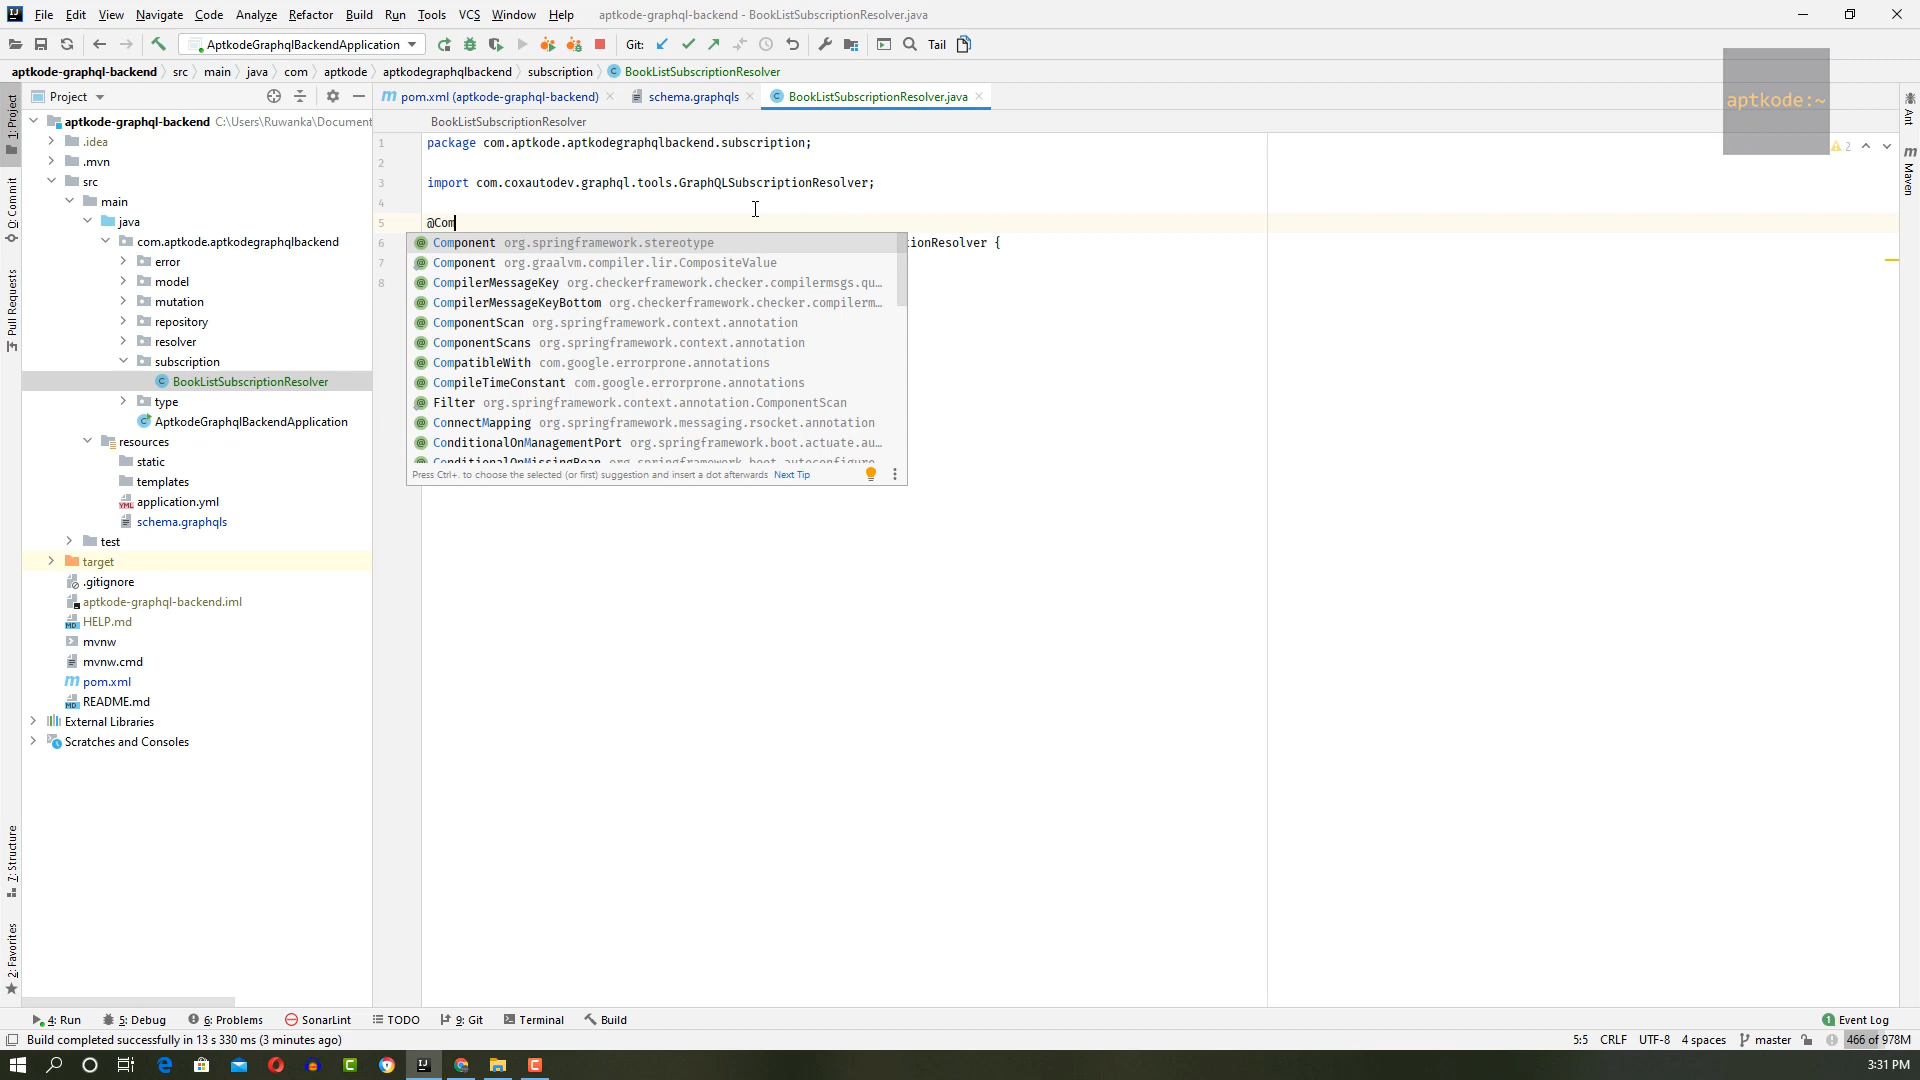 File Edit View Navigate Code Analyze Refactor Build Run Tools VCS Window Help aptkode-graphql-backend - BookListSubscriptionResolver.java
AptkodeGraphqlBackendApplication Git: Tail
aptkode-graphql-backend src main java com aptkode aptkodegraphqlbackend subscription BookListSubscriptionResolver
aptkode:~
1: Project
0: Commit
Pull Requests
7: Structure
2: Favorites
Project
aptkode-graphql-backend C:\Users\Ruwanka\Document
.idea
.mvn
src
main
java
com.aptkode.aptkodegraphqlbackend
error
model
mutation
repository
resolver
subscription
BookListSubscriptionResolver
type
AptkodeGraphqlBackendApplication
resources
static
templates
application.yml
schema.graphqls
test
target
.gitignore
aptkode-graphql-backend.iml
HELP.md
mvnw
mvnw.cmd
pom.xml
README.md
External Libraries
Scratches and Consoles
pom.xml (aptkode-graphql-backend) schema.graphqls BookListSubscriptionResolver.java
BookListSubscriptionResolver
1 package com.aptkode.aptkodegraphqlbackend.subscription;
2
3 import com.coxautodev.graphql.tools.GraphQLSubscriptionResolver;
4
5 @Com
6 ionResolver {
7
8
Component org.springframework.stereotype
Component org.graalvm.compiler.lir.CompositeValue
CompilerMessageKey org.checkerframework.checker.compilermsgs.qu…
CompilerMessageKeyBottom org.checkerframework.checker.compilerm…
ComponentScan org.springframework.context.annotation
ComponentScans org.springframework.context.annotation
CompatibleWith com.google.errorprone.annotations
CompileTimeConstant com.google.errorprone.annotations
Filter org.springframework.context.annotation.ComponentScan
ConnectMapping org.springframework.messaging.rsocket.annotation
ConditionalOnManagementPort org.springframework.boot.actuate.au…
ConditionalOnMissingBean org.springframework.boot.autoconfigure
Press Ctrl+. to choose the selected (or first) suggestion and insert a dot afterwards Next Tip
2
Ant
Maven
4: Run 5: Debug 6: Problems SonarLint TODO 9: Git Terminal Build 1 Event Log
Build completed successfully in 13 s 330 ms (3 minutes ago) 5:5 CRLF UTF-8 4 spaces master 466 of 978M
3:31 PM